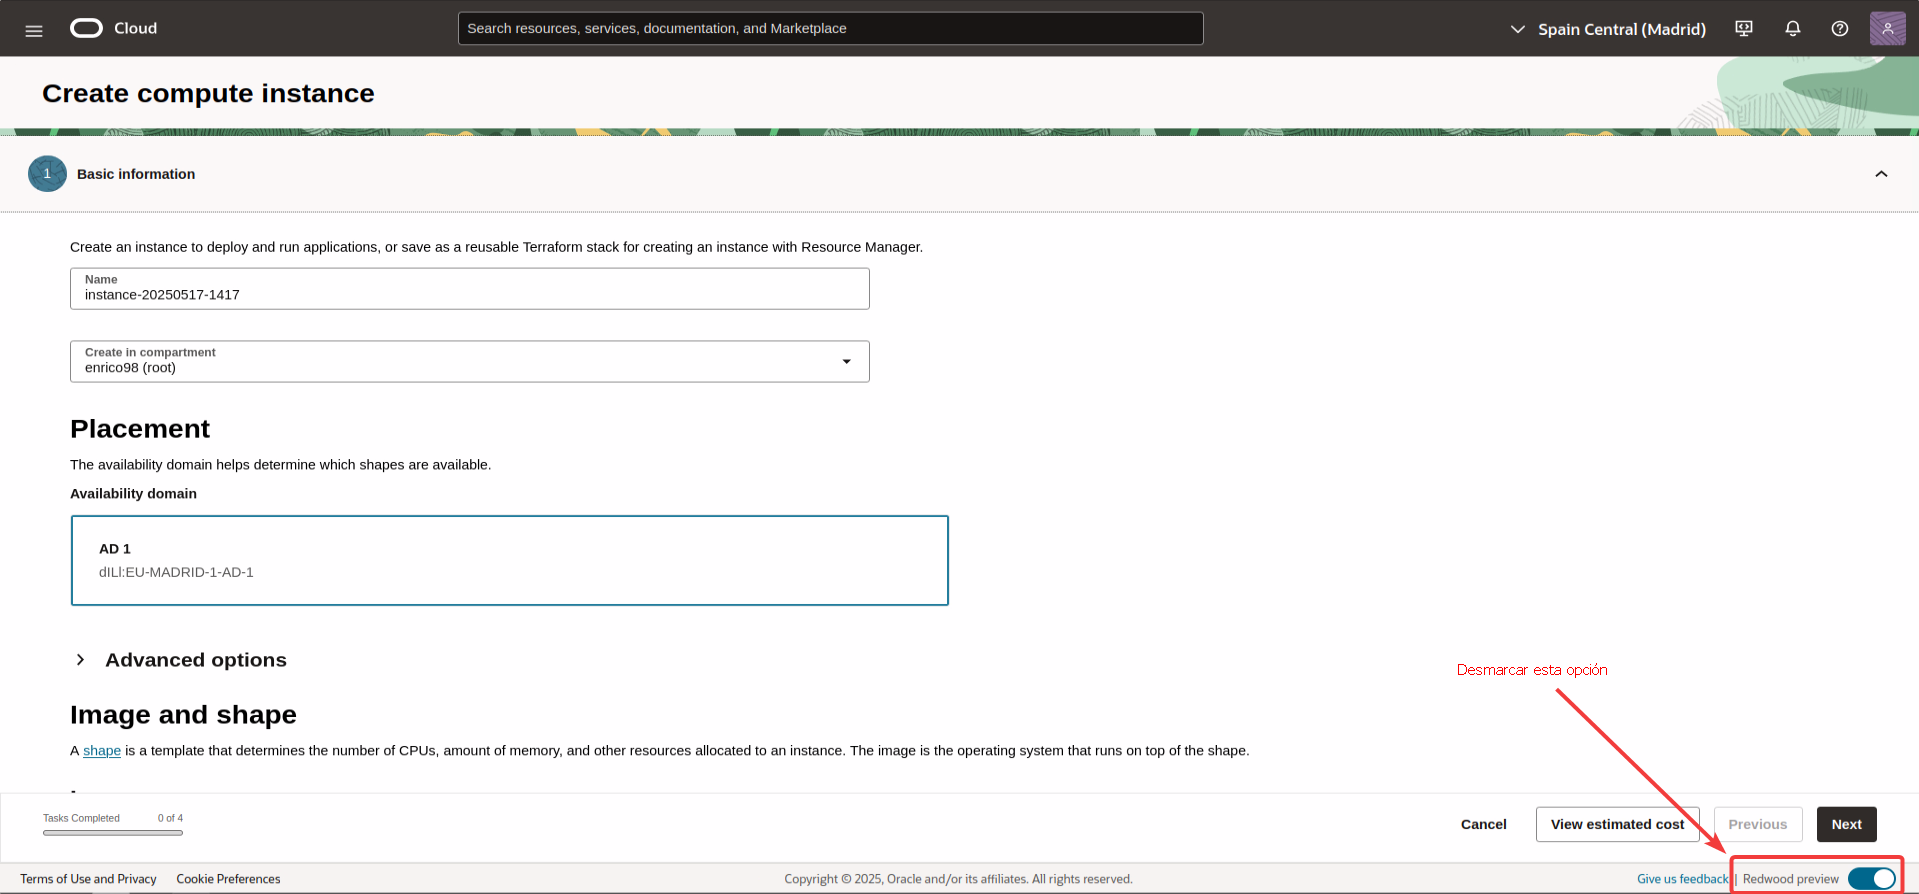 Cloud
Search resources, services, documentation, and Marketplace
Spain Central (Madrid)
Create compute instance
1
Basic information
Create an instance to deploy and run applications, or save as a reusable Terraform stack for creating an instance with Resource Manager.
Name
instance-20250517-1417
Create in compartment
enrico98 (root)
Placement
The availability domain helps determine which shapes are available.
Availability domain
AD 1
dILl:EU-MADRID-1-AD-1
Advanced options
Desmarcar esta opción
Image and shape
A shape is a template that determines the number of CPUs, amount of memory, and other resources allocated to an instance. The image is the operating system that runs on top of the shape.
Tasks Completed 0 of 4
Cancel
View estimated cost
Previous
Next
Terms of Use and Privacy
Cookie Preferences
Copyright © 2025, Oracle and/or its affiliates. All rights reserved.
Give us feedback | Redwood preview